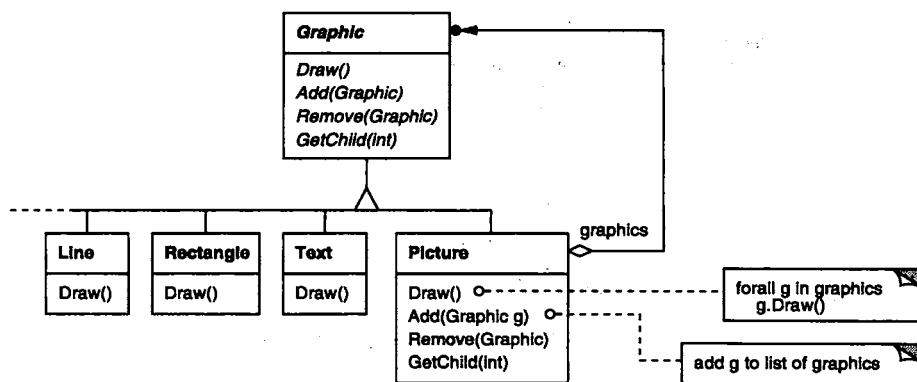 Graphic
Draw()
Add(Graphic)
Remove(Graphic)
GetChild(int)
graphics
Line
Draw()
Rectangle
Draw()
Text
Draw()
Picture
Draw()
Add(Graphic g)
Remove(Graphic)
GetChild(int)
forall g in graphics
g.Draw()
add g to list of graphics